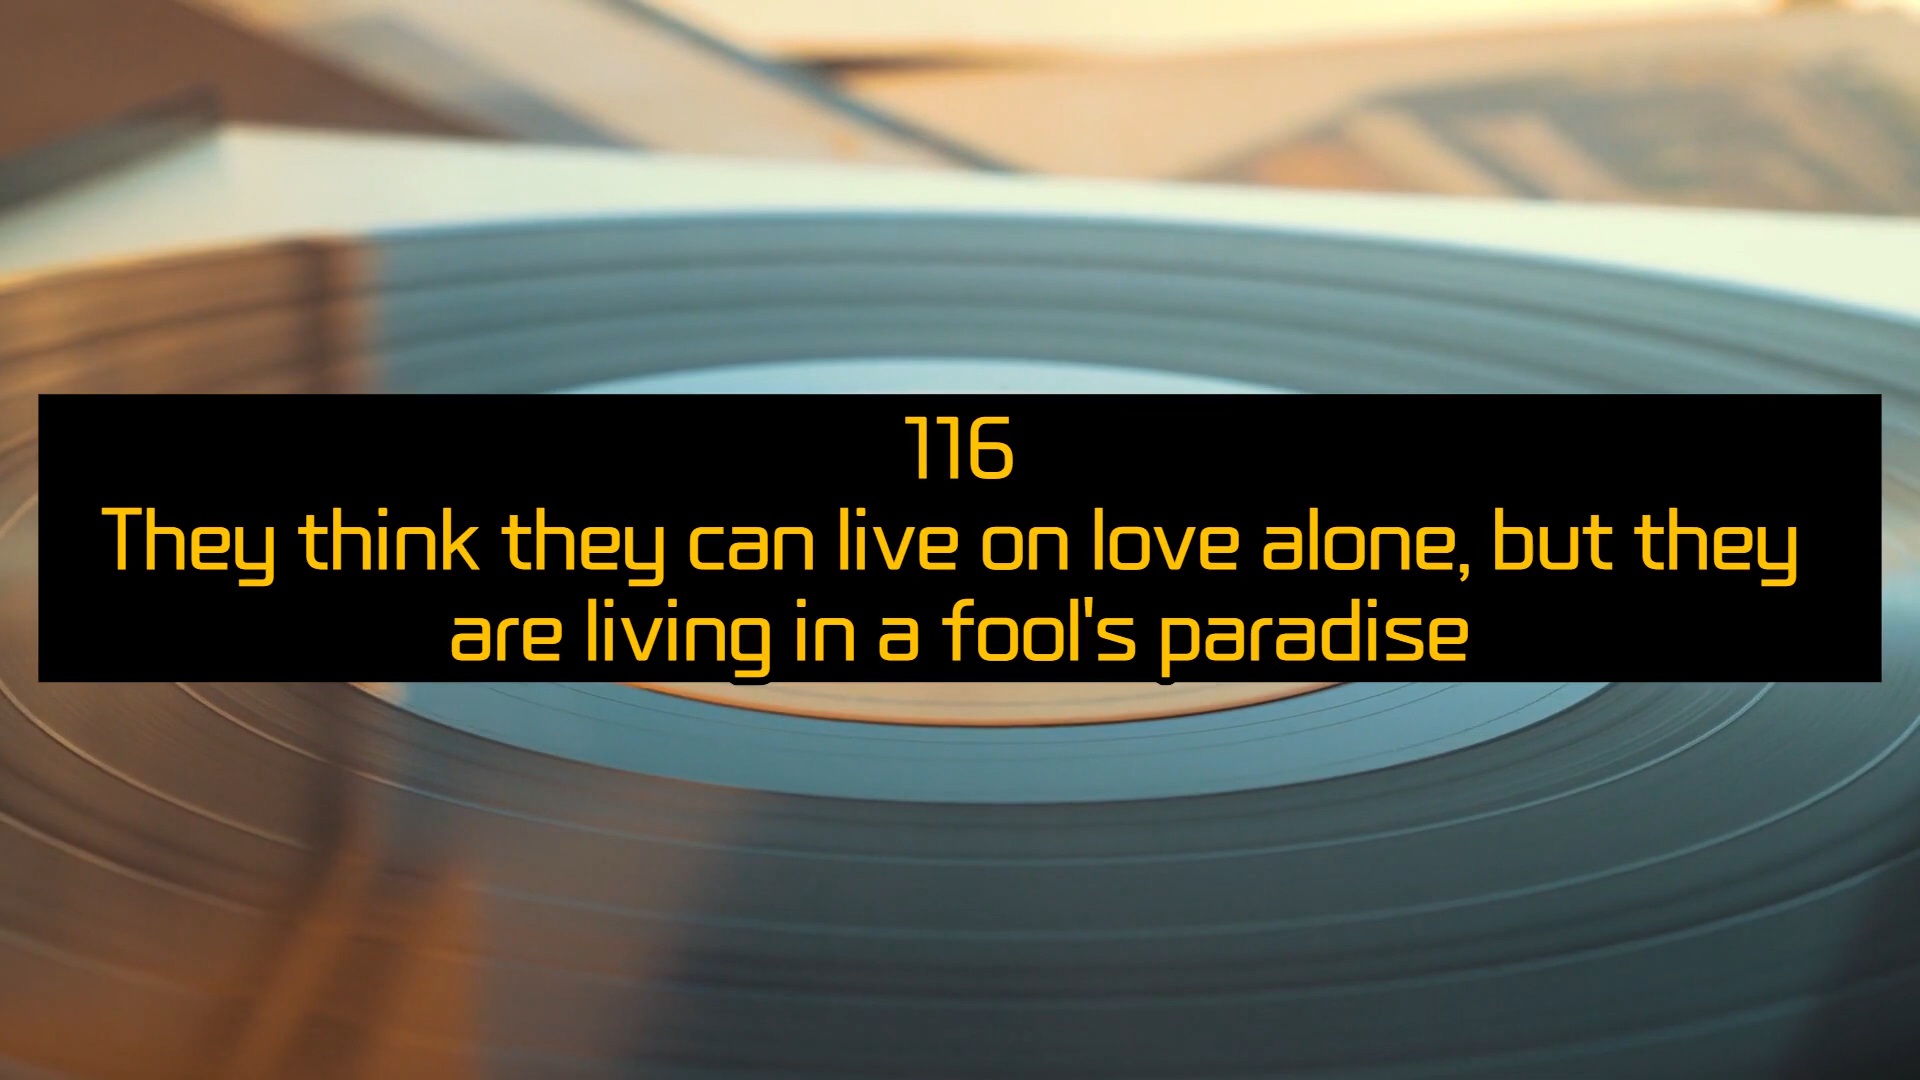 116
They think they can live on love alone, but they
are living in a fool's paradise